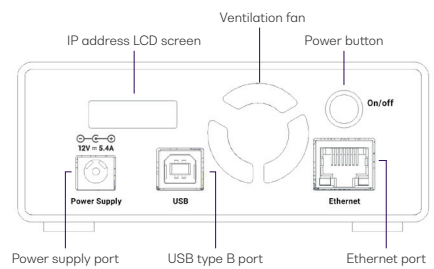 Ventilation fan
IP address LCD screen
Power button
On/off
12V = 5.4A
Power Supply
USB
Ethernet
Power supply port
USB type B port
Ethernet port